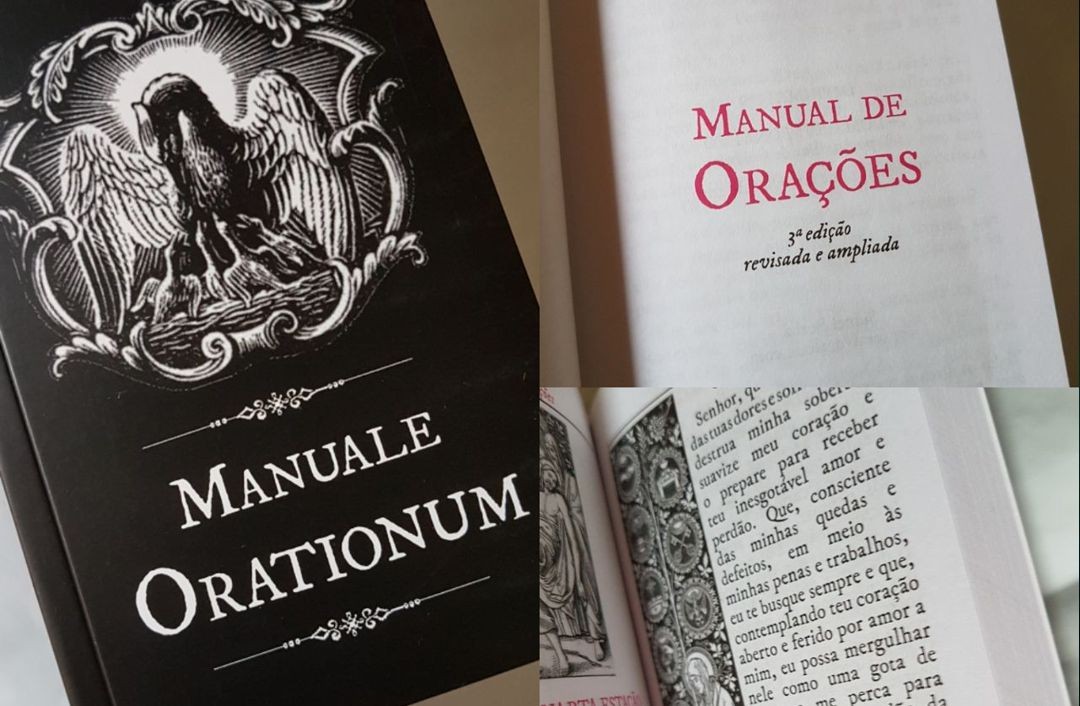 MANUALE
ORATIONUM
MANUAL DE
ORAÇÕES
3ª edição
revisada e ampliada
Senhor,
das tuas dores e
destrua minha
suavize meu coração e
o prepare para receber
teu inesgotável amor e
perdão. Que, consciente
das minhas quedas e
defeitos, em meio às
minhas penas e trabalhos,
eu te busque sempre e que,
contemplando teu coração
aberto e ferido por amor a
mim, eu possa mergulhar
nele como uma gota de
me perca para
da
ESTAÇÃO